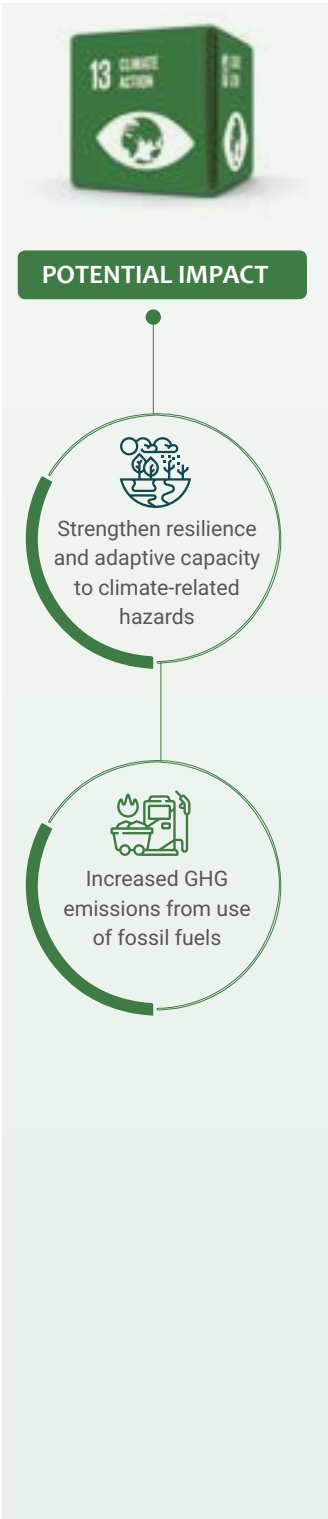 13 CLIMATE
ACTION
POTENTIAL IMPACT
Strengthen resilience
and adaptive capacity
to climate-related
hazards
Increased GHG
emissions from use
of fossil fuels